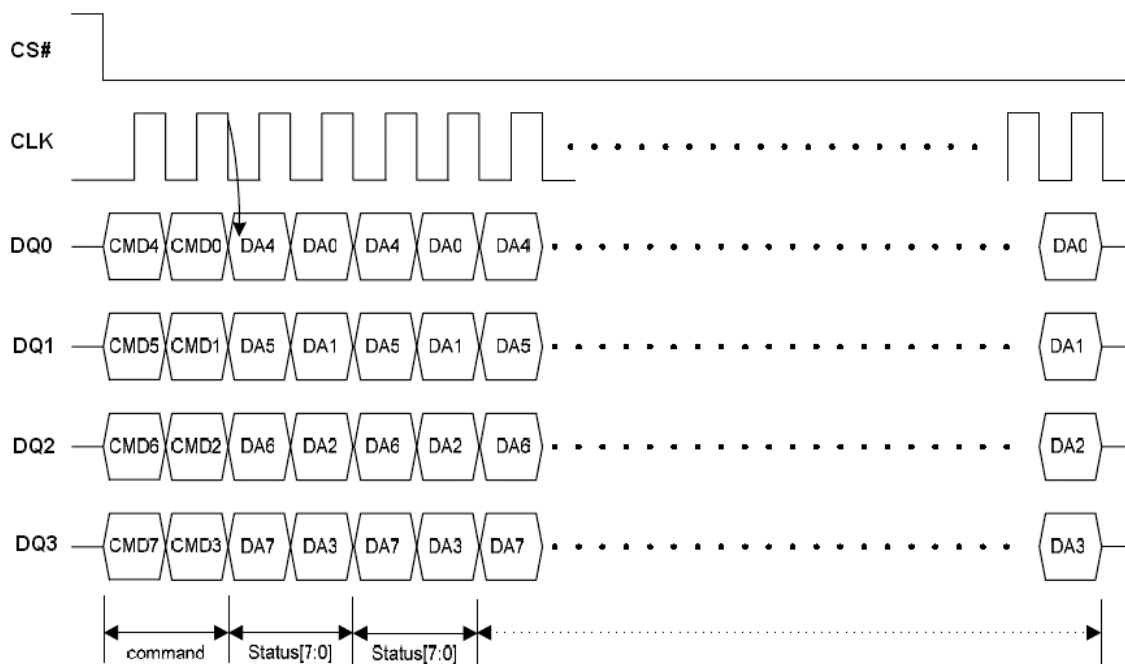 CS#
CLK
DQ0 CMD4 CMD0 DA4 DA0 DA4 DA0 DA4 DA0
DQ1 CMD5 CMD1 DA5 DA1 DA5 DA1 DA5 DA1
DQ2 CMD6 CMD2 DA6 DA2 DA6 DA2 DA6 DA2
DQ3 CMD7 CMD3 DA7 DA3 DA7 DA3 DA7 DA3
command Status[7:0] Status[7:0]